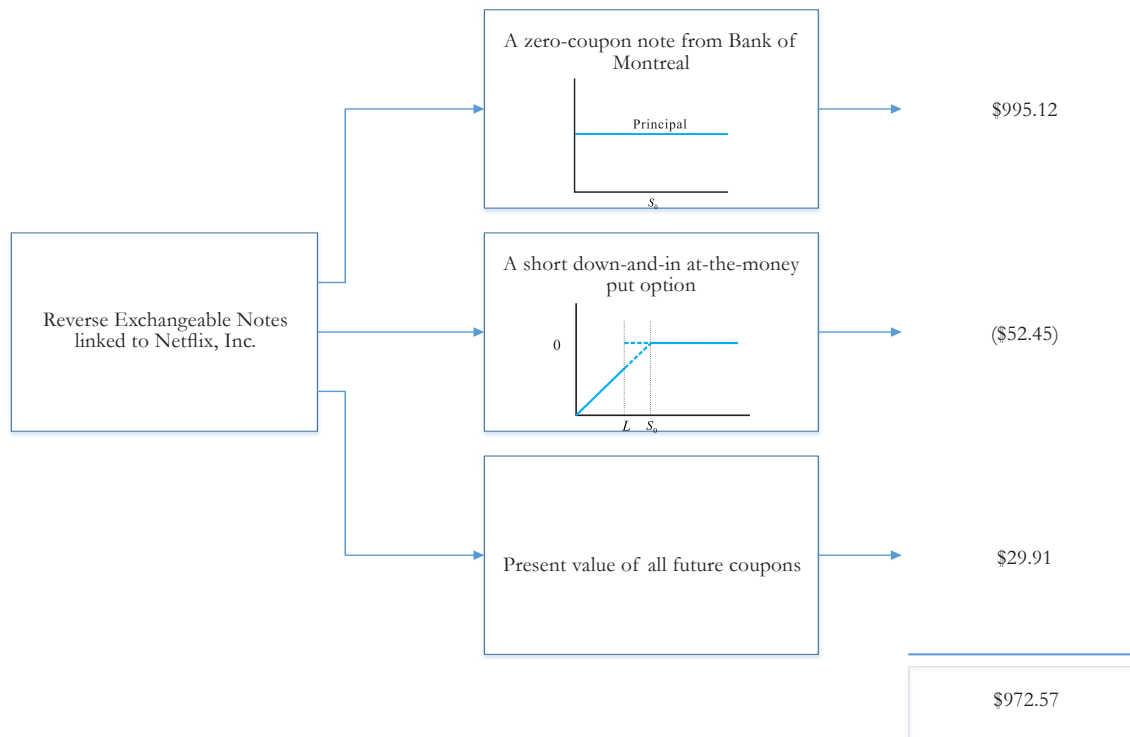 A zero-coupon note from Bank of
Montreal
Principal
S₀
$995.12
Reverse Exchangeable Notes
linked to Netflix, Inc.
A short down-and-in at-the-money
put option
0
L S₀
($52.45)
Present value of all future coupons
$29.91
$972.57